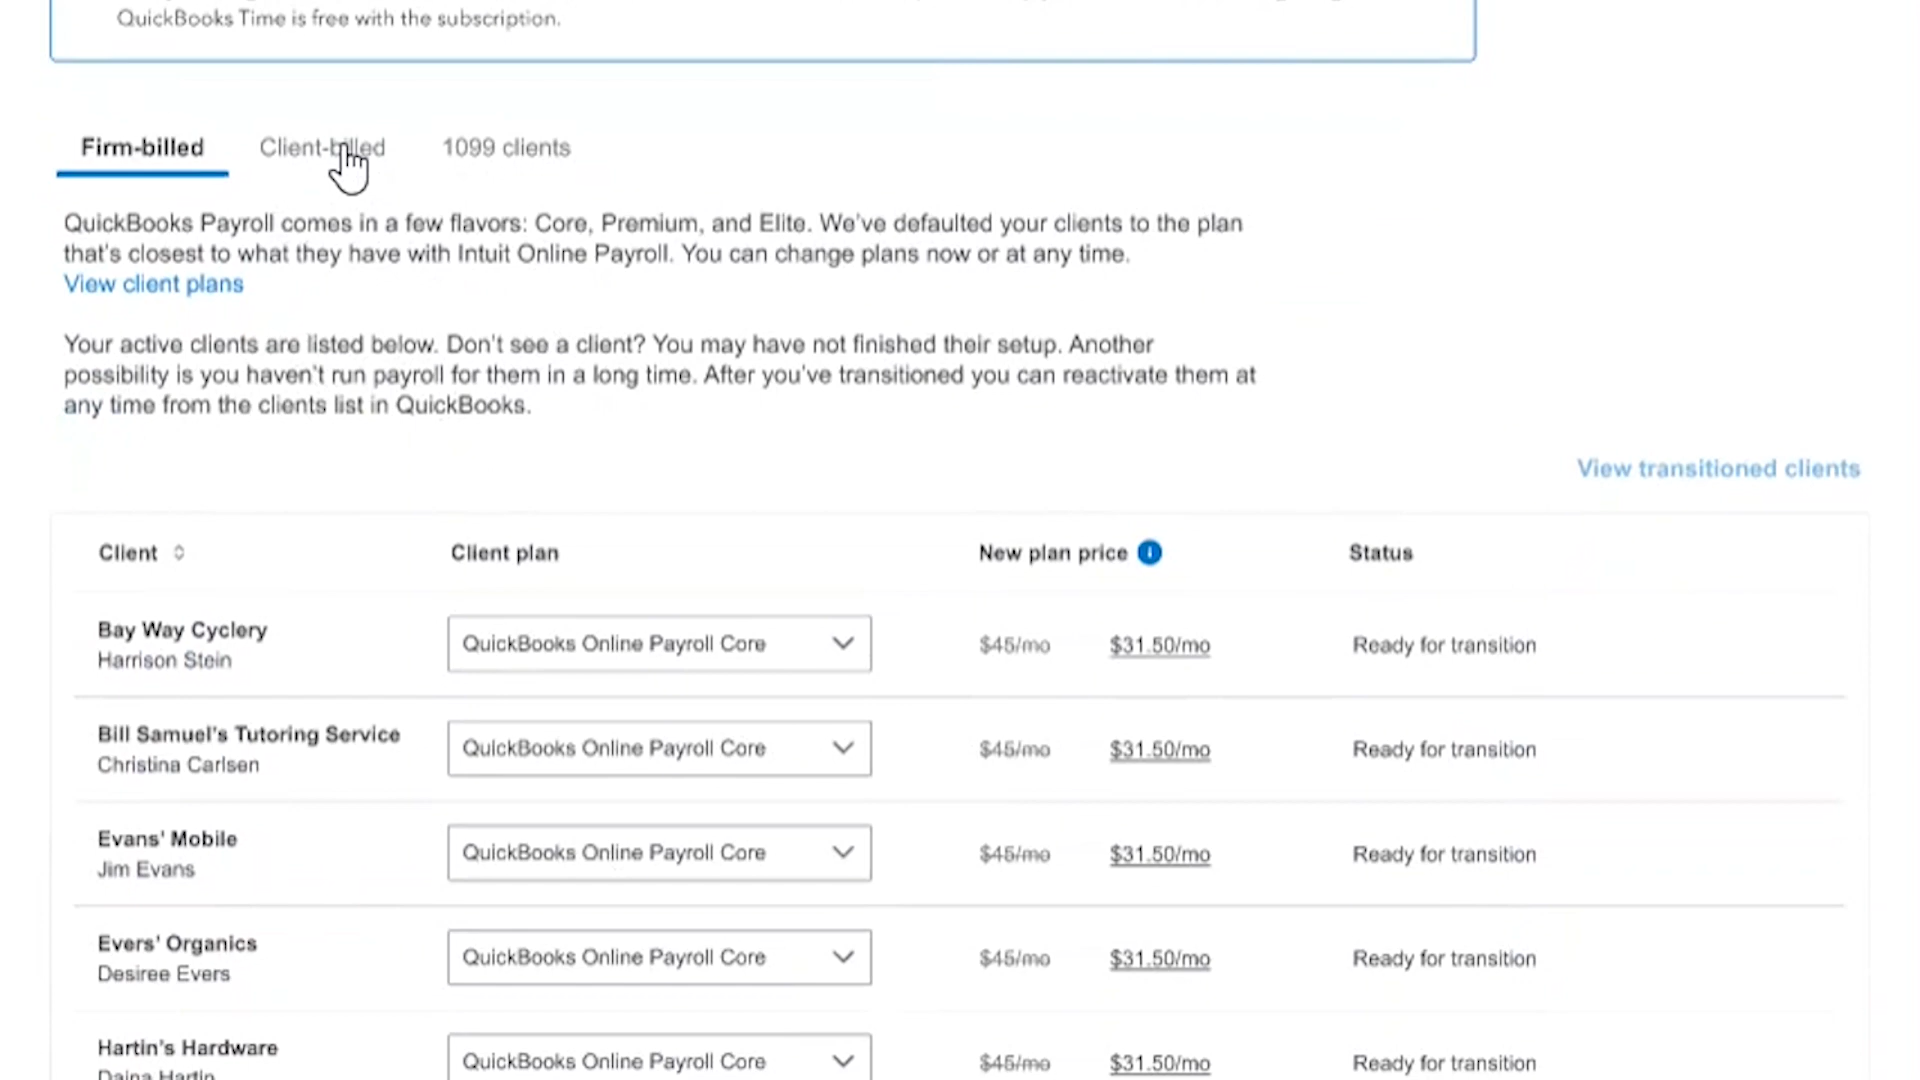 QuickBooks Time is free with the subscription.
Firm-billed Client-billed 1099 clients
QuickBooks Payroll comes in a few flavors: Core, Premium, and Elite. We've defaulted your clients to the plan
that's closest to what they have with Intuit Online Payroll. You can change plans now or at any time.
View client plans
Your active clients are listed below. Don't see a client? You may have not finished their setup. Another
possibility is you haven't run payroll for them in a long time. After you've transitioned you can reactivate them at
any time from the clients list in QuickBooks.
View transitioned clients
Client Client plan New plan price Status
Bay Way Cyclery
Harrison Stein
QuickBooks Online Payroll Core $45/mo $31.50/mo Ready for transition
Bill Samuel's Tutoring Service
Christina Carlsen
QuickBooks Online Payroll Core $45/mo $31.50/mo Ready for transition
Evans' Mobile
Jim Evans
QuickBooks Online Payroll Core $45/mo $31.50/mo Ready for transition
Evers' Organics
Desiree Evers
QuickBooks Online Payroll Core $45/mo $31.50/mo Ready for transition
Hartin's Hardware
Daina Hartin
QuickBooks Online Payroll Core $45/mo $31.50/mo Ready for transition